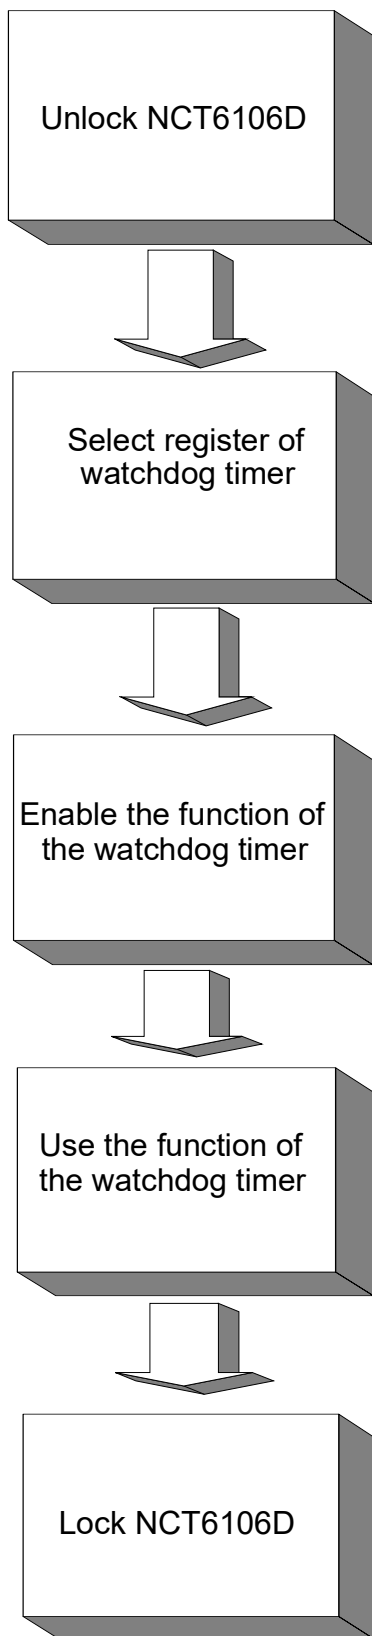 Unlock NCT6106D
Select register of
watchdog timer
Enable the function of
the watchdog timer
Use the function of
the watchdog timer
Lock NCT6106D